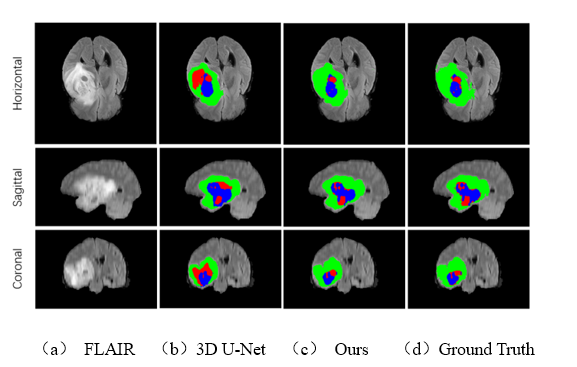 Horizontal
Sagittal
Coronal
（a） FLAIR （b）3D U-Net （c） Ours （d）Ground Truth